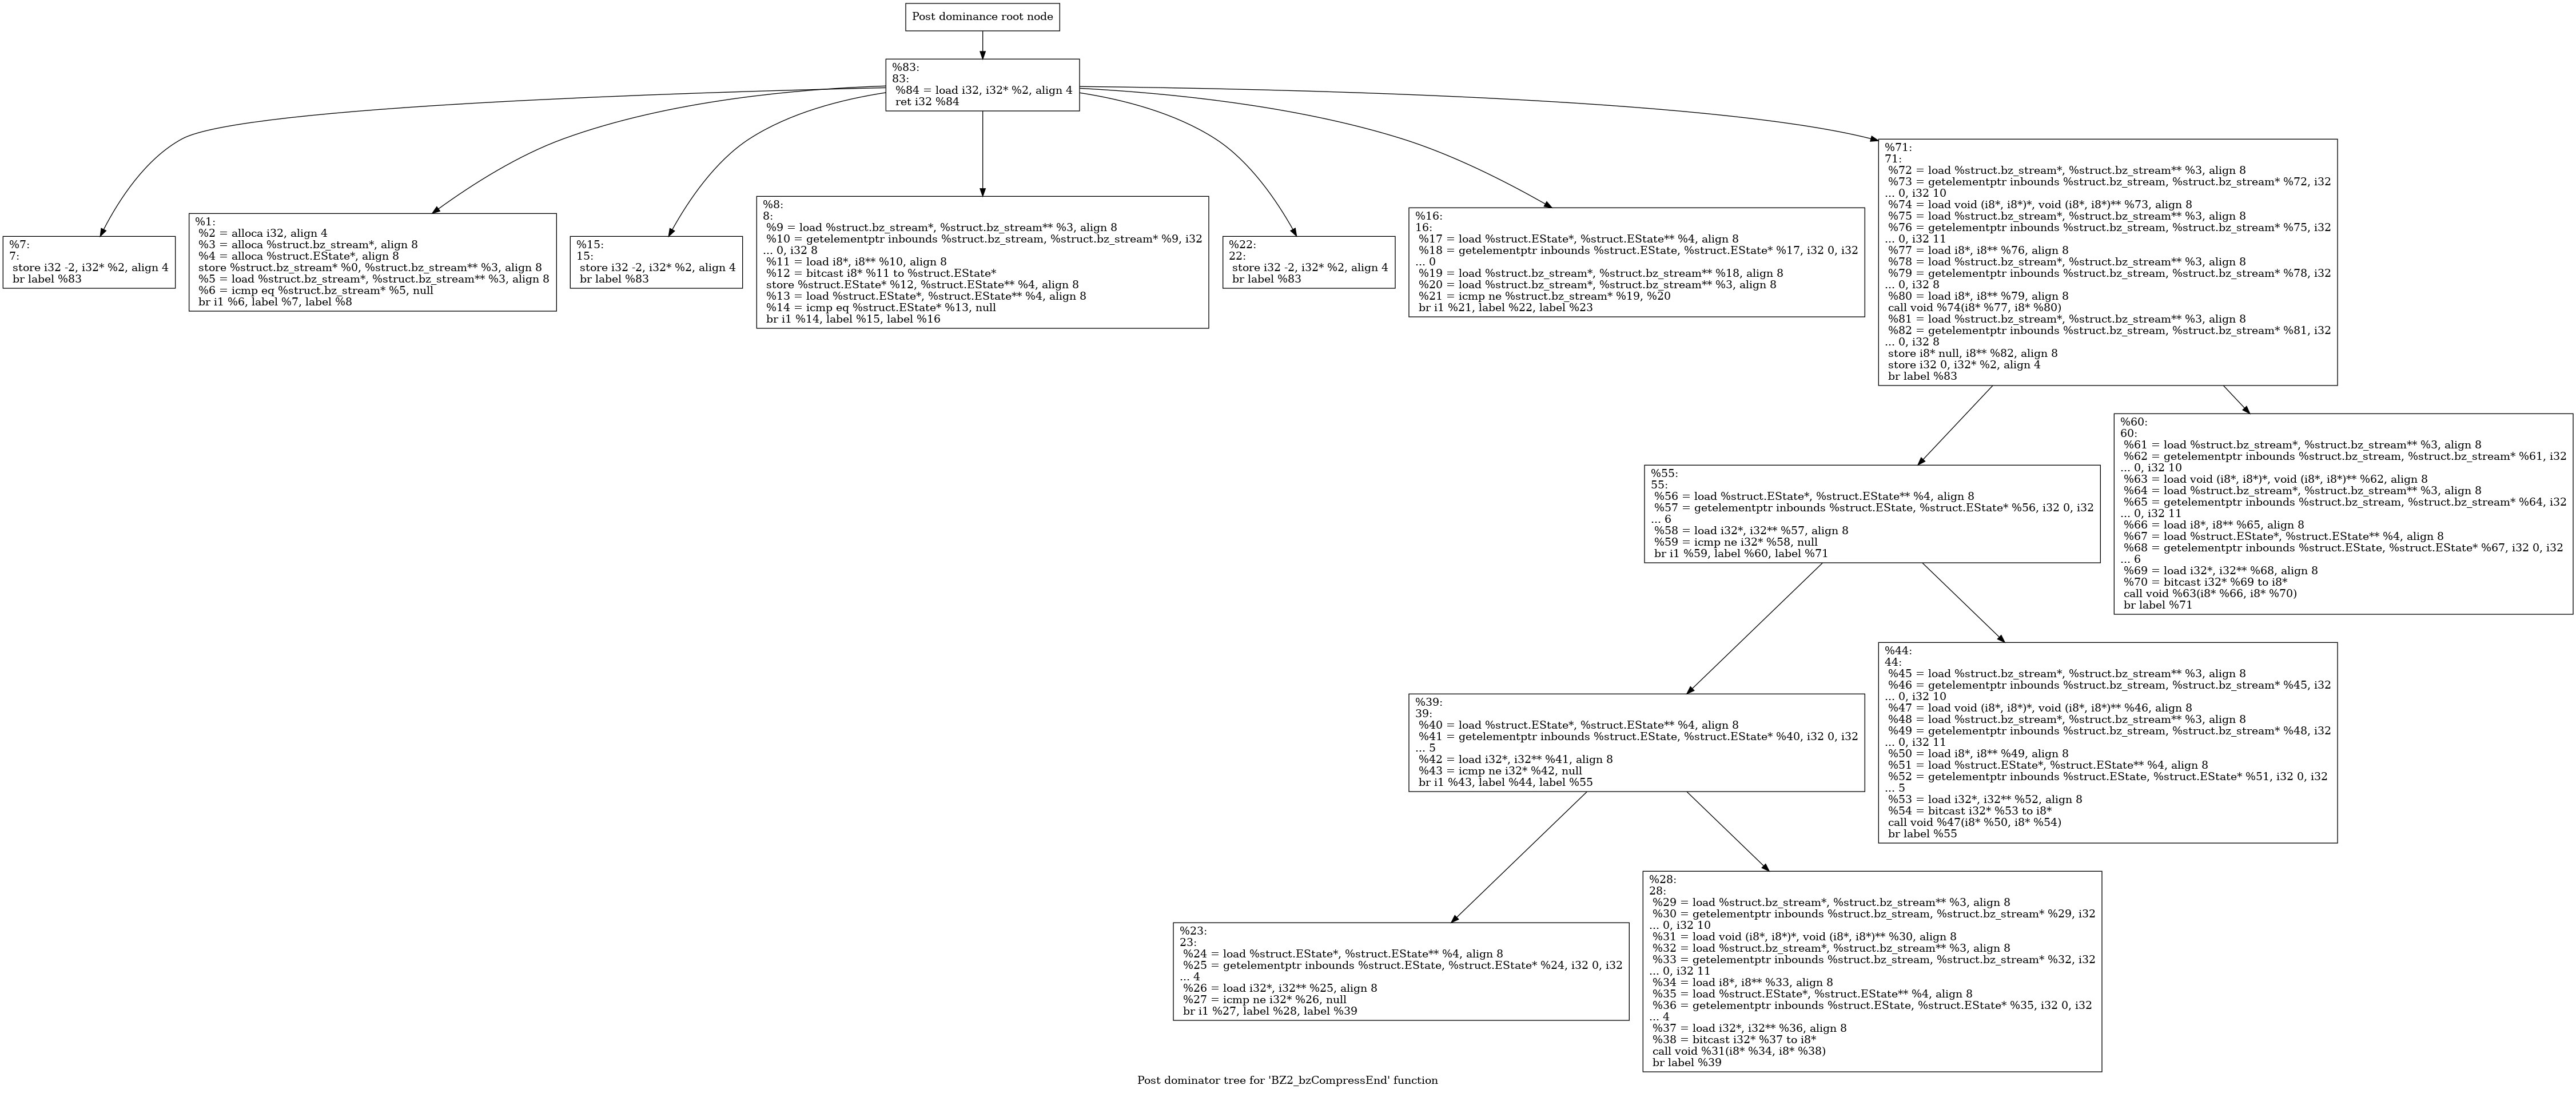 Post dominance root node
%83:
83:
%84 = load i32, i32* %2, align 4
ret i32 %84
%7:
7:
store i32 -2, i32* %2, align 4
br label %83
%1:
%2 = alloca i32, align 4
%3 = alloca %struct.bz_stream*, align 8
%4 = alloca %struct.EState*, align 8
store %struct.bz_stream* %0, %struct.bz_stream** %3, align 8
%5 = load %struct.bz_stream*, %struct.bz_stream** %3, align 8
%6 = icmp eq %struct.bz_stream* %5, null
br i1 %6, label %7, label %8
%15:
15:
store i32 -2, i32* %2, align 4
br label %83
%8:
8:
%9 = load %struct.bz_stream*, %struct.bz_stream** %3, align 8
%10 = getelementptr inbounds %struct.bz_stream, %struct.bz_stream* %9, i32
... 0, i32 8
%11 = load i8*, i8** %10, align 8
%12 = bitcast i8* %11 to %struct.EState*
store %struct.EState* %12, %struct.EState** %4, align 8
%13 = load %struct.EState*, %struct.EState** %4, align 8
%14 = icmp eq %struct.EState* %13, null
br i1 %14, label %15, label %16
%22:
22:
store i32 -2, i32* %2, align 4
br label %83
%16:
16:
%17 = load %struct.EState*, %struct.EState** %4, align 8
%18 = getelementptr inbounds %struct.EState, %struct.EState* %17, i32 0, i32
... 0
%19 = load %struct.bz_stream*, %struct.bz_stream** %18, align 8
%20 = load %struct.bz_stream*, %struct.bz_stream** %3, align 8
%21 = icmp ne %struct.bz_stream* %19, %20
br i1 %21, label %22, label %23
%71:
71:
%72 = load %struct.bz_stream*, %struct.bz_stream** %3, align 8
%73 = getelementptr inbounds %struct.bz_stream, %struct.bz_stream* %72, i32
... 0, i32 10
%74 = load void (i8*, i8*)*, void (i8*, i8*)** %73, align 8
%75 = load %struct.bz_stream*, %struct.bz_stream** %3, align 8
%76 = getelementptr inbounds %struct.bz_stream, %struct.bz_stream* %75, i32
... 0, i32 11
%77 = load i8*, i8** %76, align 8
%78 = load %struct.bz_stream*, %struct.bz_stream** %3, align 8
%79 = getelementptr inbounds %struct.bz_stream, %struct.bz_stream* %78, i32
... 0, i32 8
%80 = load i8*, i8** %79, align 8
call void %74(i8* %77, i8* %80)
%81 = load %struct.bz_stream*, %struct.bz_stream** %3, align 8
%82 = getelementptr inbounds %struct.bz_stream, %struct.bz_stream* %81, i32
... 0, i32 8
store i8* null, i8** %82, align 8
store i32 0, i32* %2, align 4
br label %83
%55:
55:
%56 = load %struct.EState*, %struct.EState** %4, align 8
%57 = getelementptr inbounds %struct.EState, %struct.EState* %56, i32 0, i32
... 6
%58 = load i32*, i32** %57, align 8
%59 = icmp ne i32* %58, null
br i1 %59, label %60, label %71
%60:
60:
%61 = load %struct.bz_stream*, %struct.bz_stream** %3, align 8
%62 = getelementptr inbounds %struct.bz_stream, %struct.bz_stream* %61, i32
... 0, i32 10
%63 = load void (i8*, i8*)*, void (i8*, i8*)** %62, align 8
%64 = load %struct.bz_stream*, %struct.bz_stream** %3, align 8
%65 = getelementptr inbounds %struct.bz_stream, %struct.bz_stream* %64, i32
... 0, i32 11
%66 = load i8*, i8** %65, align 8
%67 = load %struct.EState*, %struct.EState** %4, align 8
%68 = getelementptr inbounds %struct.EState, %struct.EState* %67, i32 0, i32
... 6
%69 = load i32*, i32** %68, align 8
%70 = bitcast i32* %69 to i8*
call void %63(i8* %66, i8* %70)
br label %71
%39:
39:
%40 = load %struct.EState*, %struct.EState** %4, align 8
%41 = getelementptr inbounds %struct.EState, %struct.EState* %40, i32 0, i32
... 5
%42 = load i32*, i32** %41, align 8
%43 = icmp ne i32* %42, null
br i1 %43, label %44, label %55
%44:
44:
%45 = load %struct.bz_stream*, %struct.bz_stream** %3, align 8
%46 = getelementptr inbounds %struct.bz_stream, %struct.bz_stream* %45, i32
... 0, i32 10
%47 = load void (i8*, i8*)*, void (i8*, i8*)** %46, align 8
%48 = load %struct.bz_stream*, %struct.bz_stream** %3, align 8
%49 = getelementptr inbounds %struct.bz_stream, %struct.bz_stream* %48, i32
... 0, i32 11
%50 = load i8*, i8** %49, align 8
%51 = load %struct.EState*, %struct.EState** %4, align 8
%52 = getelementptr inbounds %struct.EState, %struct.EState* %51, i32 0, i32
... 5
%53 = load i32*, i32** %52, align 8
%54 = bitcast i32* %53 to i8*
call void %47(i8* %50, i8* %54)
br label %55
%23:
23:
%24 = load %struct.EState*, %struct.EState** %4, align 8
%25 = getelementptr inbounds %struct.EState, %struct.EState* %24, i32 0, i32
... 4
%26 = load i32*, i32** %25, align 8
%27 = icmp ne i32* %26, null
br i1 %27, label %28, label %39
%28:
28:
%29 = load %struct.bz_stream*, %struct.bz_stream** %3, align 8
%30 = getelementptr inbounds %struct.bz_stream, %struct.bz_stream* %29, i32
... 0, i32 10
%31 = load void (i8*, i8*)*, void (i8*, i8*)** %30, align 8
%32 = load %struct.bz_stream*, %struct.bz_stream** %3, align 8
%33 = getelementptr inbounds %struct.bz_stream, %struct.bz_stream* %32, i32
... 0, i32 11
%34 = load i8*, i8** %33, align 8
%35 = load %struct.EState*, %struct.EState** %4, align 8
%36 = getelementptr inbounds %struct.EState, %struct.EState* %35, i32 0, i32
... 4
%37 = load i32*, i32** %36, align 8
%38 = bitcast i32* %37 to i8*
call void %31(i8* %34, i8* %38)
br label %39
Post dominator tree for 'BZ2_bzCompressEnd' function